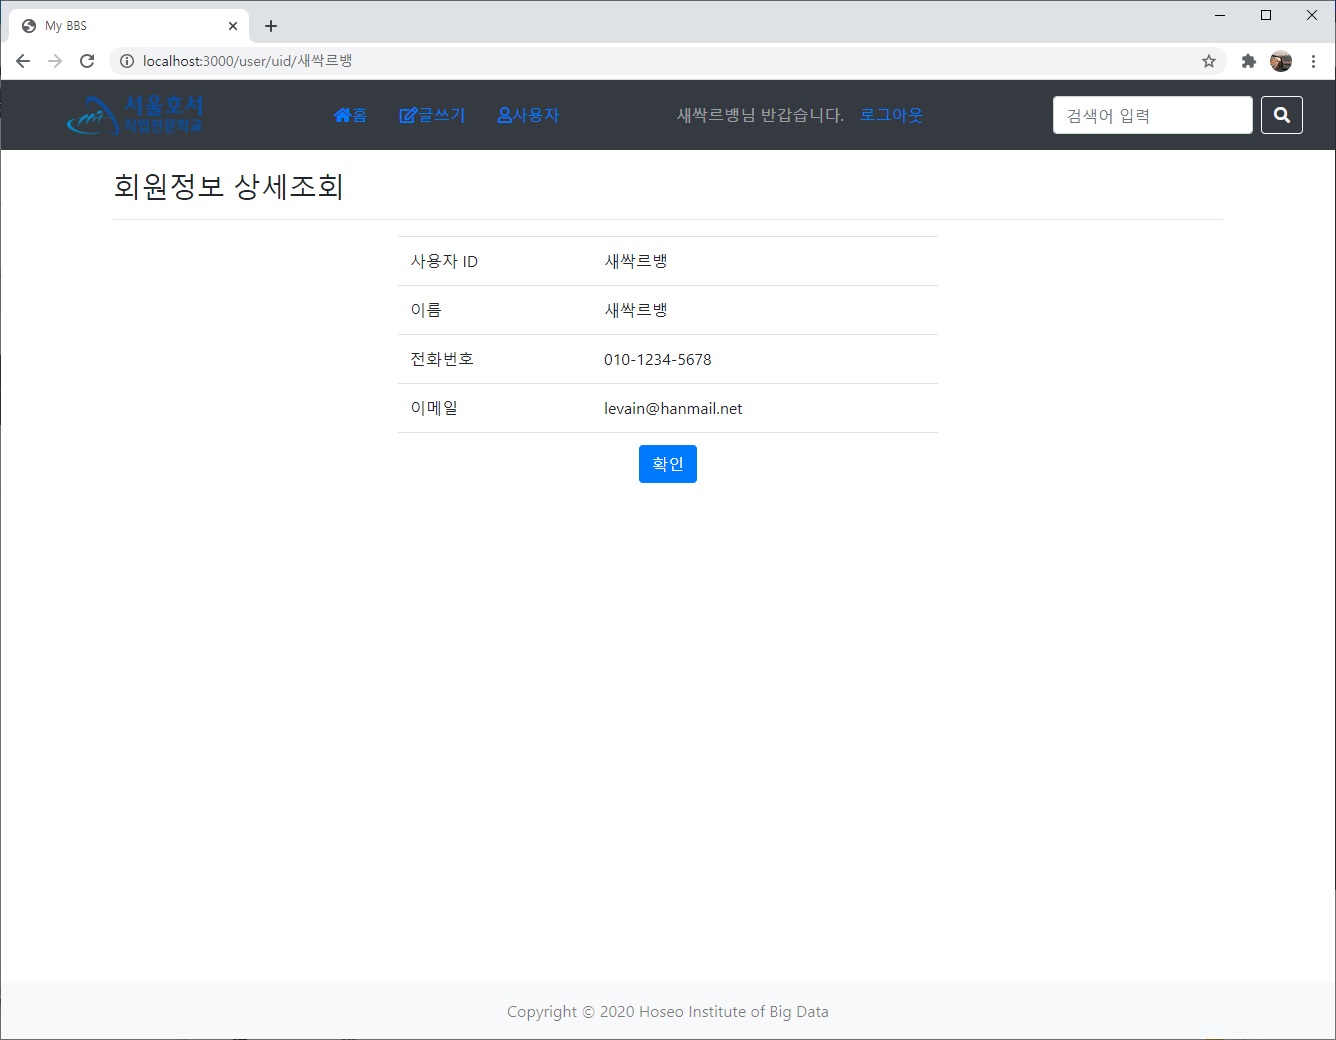 My BBS
localhost:3000/user/uid/새싹르뱅
서울호서
직업전문학교
홈 글쓰기 사용자 새싹르뱅님 반갑습니다. 로그아웃 검색어 입력
회원정보 상세조회
사용자 ID 새싹르뱅
이름 새싹르뱅
전화번호 010-1234-5678
이메일 levain@hanmail.net
확인
Copyright © 2020 Hoseo Institute of Big Data